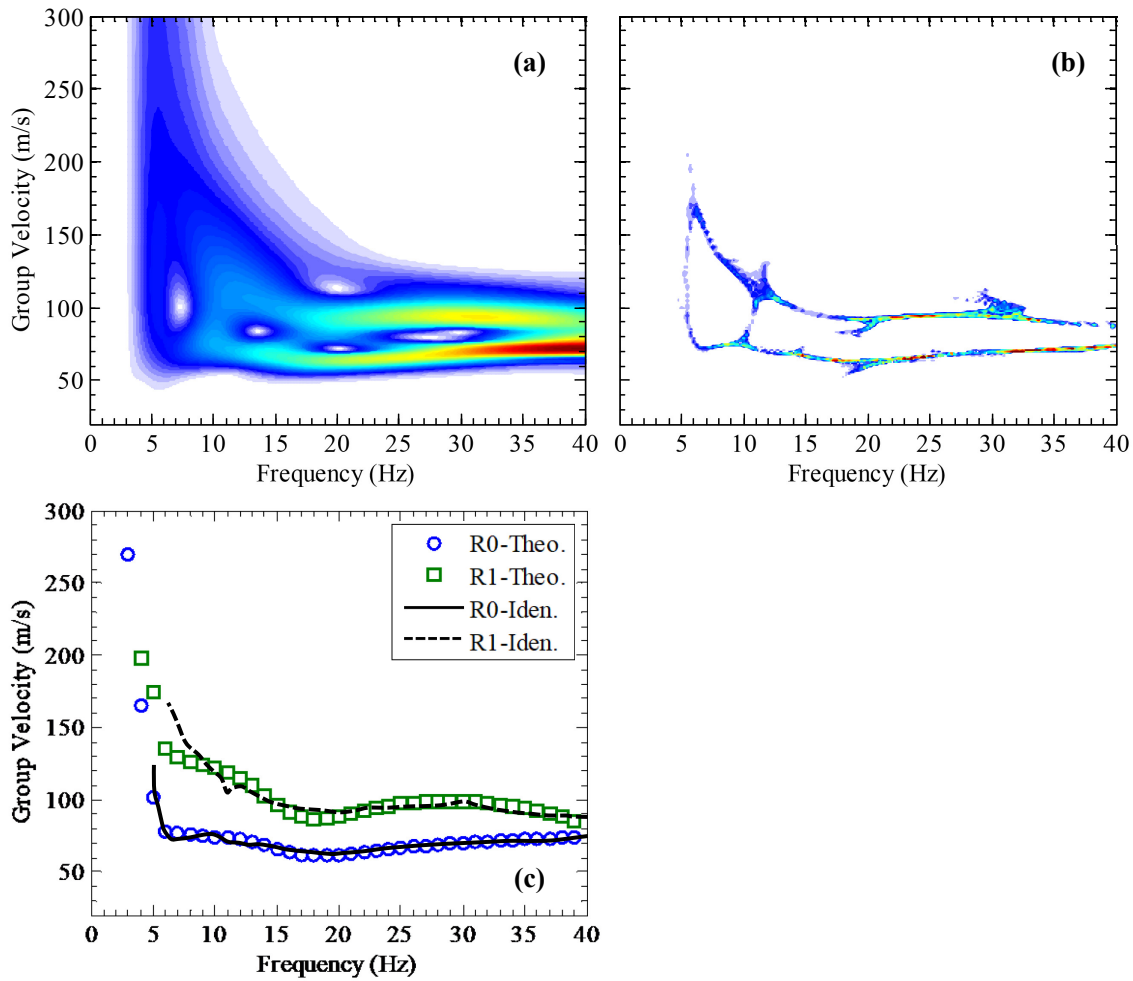 300
250
200
150
100
50
Group Velocity (m/s)
(a)
0 5 10 15 20 25 30 35 40
Frequency (Hz)
(b)
0 5 10 15 20 25 30 35 40
Frequency (Hz)
300
250
200
150
100
50
Group Velocity (m/s)
R0-Theo.
R1-Theo.
R0-Iden.
R1-Iden.
(c)
0 5 10 15 20 25 30 35 40
Frequency (Hz)